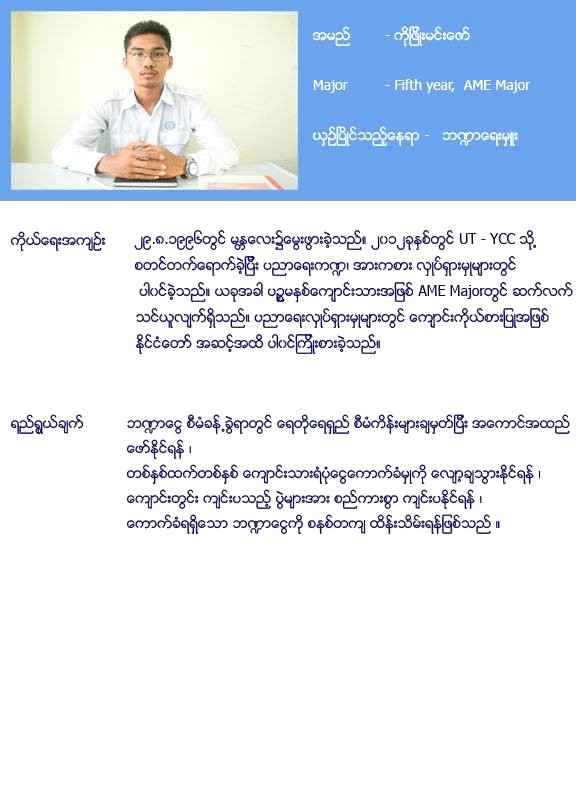 အမည် - ကိုဖြိုးမင်းဇော်
Major - Fifth year, AME Major
ယှဉ်ပြိုင်သည့်နေရာ - ဘဏ္ဍာရေးမှူး
ကိုယ်ရေးအကျဉ်း ၂၉.၈.၁၉၉၆တွင် မန္တလေး၌မွေးဖွားခဲ့သည်။ ၂၀၁၂ခုနှစ်တွင် UT - YCC သို့
စတင်တက်ရောက်ခဲ့ပြီး ပညာရေးကဏ္ဍ၊ အားကစား လှုပ်ရှားမှုများတွင်
ပါဝင်ခဲ့သည်။ ယခုအခါ ပဉ္စမနှစ်ကျောင်းသားအဖြစ် AME Majorတွင် ဆက်လက်
သင်ယူလျက်ရှိသည်။ ပညာရေးလှုပ်ရှားမှုများတွင် ကျောင်းကိုယ်စားပြုအဖြစ်
နိုင်ငံတော် အဆင့်အထိ ပါဝင်ကြိုးစားခဲ့သည်။
ရည်ရွယ်ချက် ဘဏ္ဍာငွေ စီမံခန့်ခွဲရာတွင် ရေတိုရေရှည် စီမံကိန်းများချမှတ်ပြီး အကောင်အထည်
ဖော်နိုင်ရန် ၊
တစ်နှစ်ထက်တစ်နှစ် ကျောင်းသားရံပုံငွေကောက်ခံမှုကို လျော့ချသွားနိုင်ရန် ၊
ကျောင်းတွင်း ကျင်းပသည့် ပွဲများအား စည်ကားစွာ ကျင်းပနိုင်ရန် ၊
ကောက်ခံရရှိသော ဘဏ္ဍာငွေကို စနစ်တကျ ထိန်းသိမ်းရန်ဖြစ်သည် ။